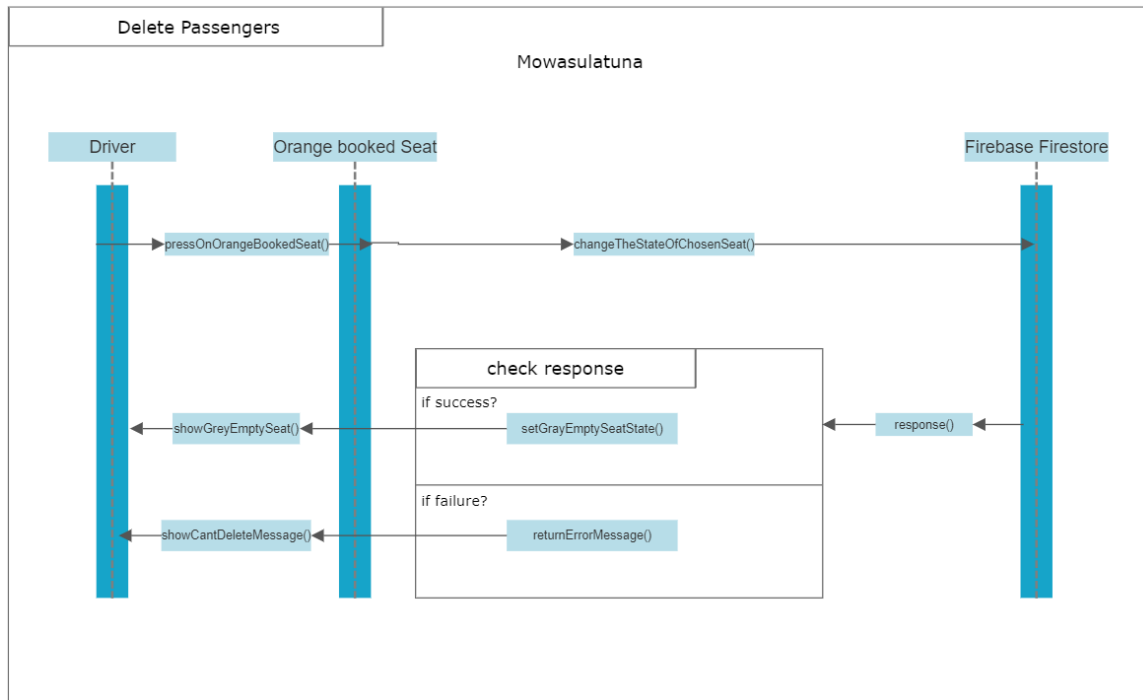 Delete Passengers
Mowasulatuna
Driver
Orange booked Seat
Firebase Firestore
pressOnOrangeBookedSeat()
changeTheStateOfChosenSeat()
check response
if success?
showGreyEmptySeat()
setGrayEmptySeatState()
response()
if failure?
showCantDeleteMessage()
returnErrorMessage()